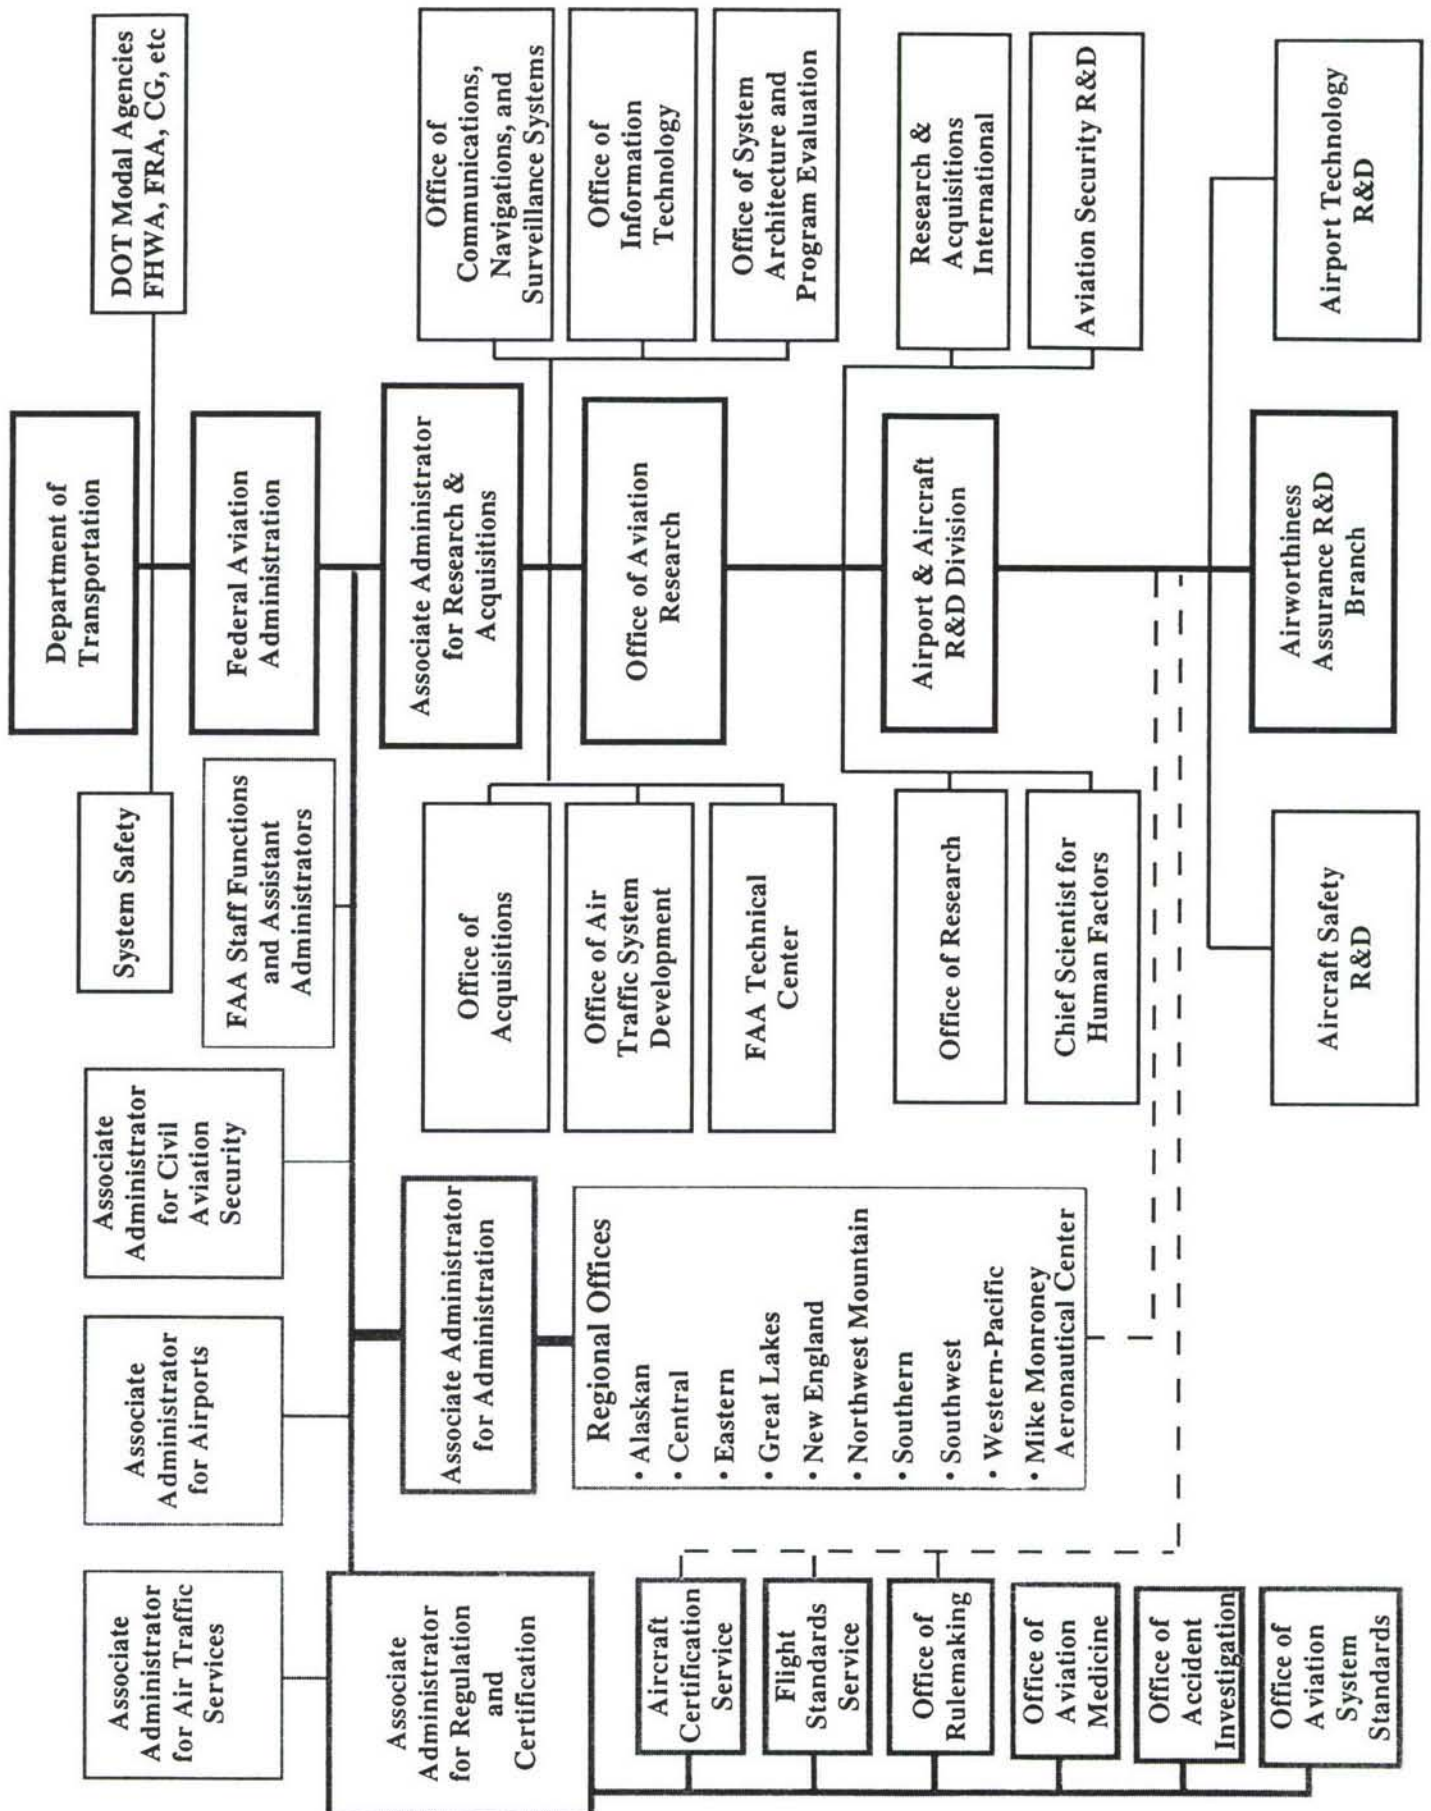 Department of
Transportation
System Safety
DOT Modal Agencies
FHWA, FRA, CG, etc
Federal Aviation
Administration
FAA Staff Functions
and Assistant
Administrators
Associate
Administrator
for Civil
Aviation
Security
Associate
Administrator
for Airports
Associate
Administrator
for Air Traffic
Services
Associate
Administrator
for Regulation
and
Certification
Associate Administrator
for Administration
Associate Administrator
for Research &
Acquisitions
Office of
Acquisitions
Office of Air
Traffic System
Development
FAA Technical
Center
Office of
Communications,
Navigations, and
Surveillance Systems
Office of
Information
Technology
Office of System
Architecture and
Program Evaluation
Office of Aviation
Research
Regional Offices
• Alaskan
• Central
• Eastern
• Great Lakes
• New England
• Northwest Mountain
• Southern
• Southwest
• Western-Pacific
• Mike Monroney
Aeronautical Center
Aircraft
Certification
Service
Flight
Standards
Service
Office of
Rulemaking
Office of
Aviation
Medicine
Office of
Accident
Investigation
Office of
Aviation
System
Standards
Office of Research
Chief Scientist for
Human Factors
Airport & Aircraft
R&D Division
Research &
Acquisitions
International
Aviation Security R&D
Aircraft Safety
R&D
Airworthiness
Assurance R&D
Branch
Airport Technology
R&D